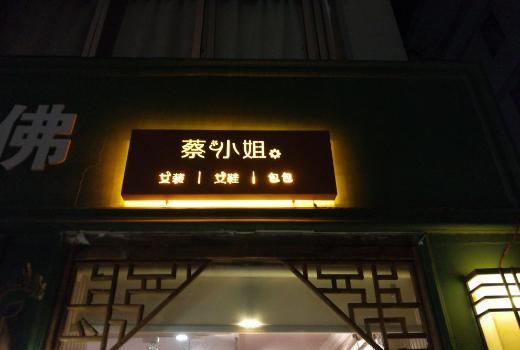 佛
蔡小姐
女装 | 女鞋 | 包包